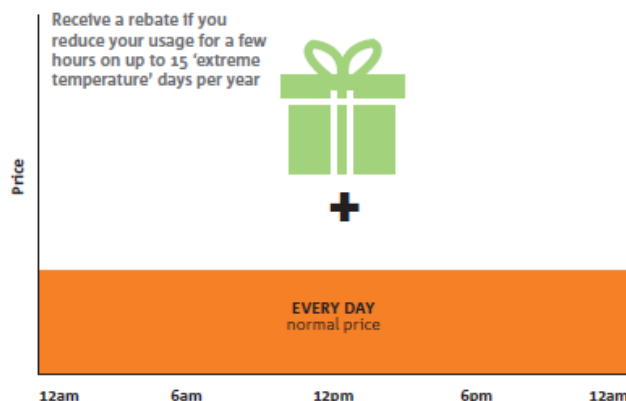 Receive a rebate if you
reduce your usage for a few
hours on up to 15 ‘extreme
temperature’ days per year
Price
+
EVERY DAY
normal price
12am 6am 12pm 6pm 12am